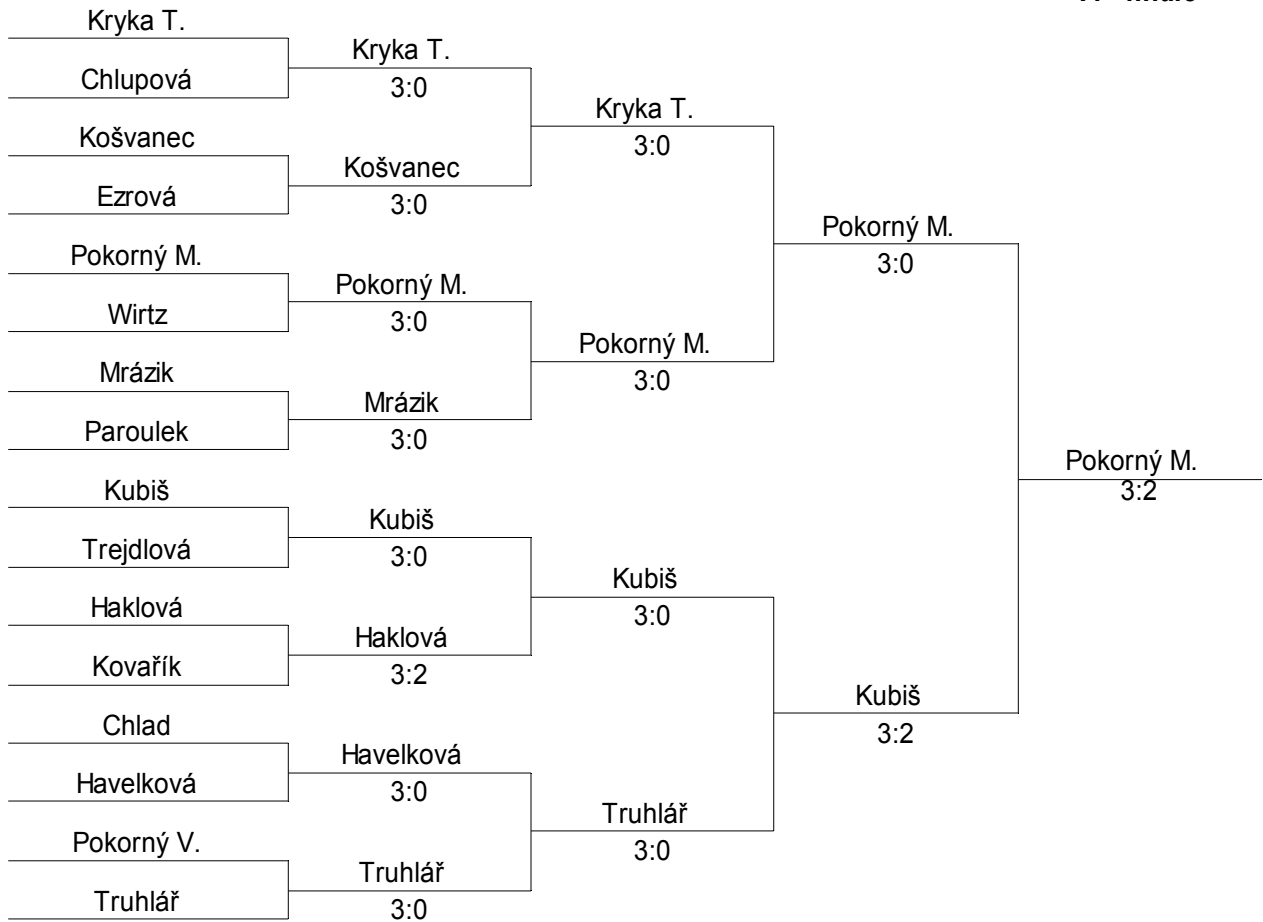 Kryka T.
Chlupová
Košvanec
Ezrová
Pokorný M.
Wirtz
Mrázik
Paroulek
Kubiš
Trejdlová
Haklová
Kovařík
Chlad
Havelková
Pokorný V.
Truhlář
Kryka T.
3:0
Košvanec
3:0
Pokorný M.
3:0
Mrázik
3:0
Kubiš
3:0
Haklová
3:2
Havelková
3:0
Truhlář
3:0
Kryka T.
3:0
Pokorný M.
3:0
Kubiš
3:0
Truhlář
3:0
Pokorný M.
3:0
Kubiš
3:2
Pokorný M.
3:2